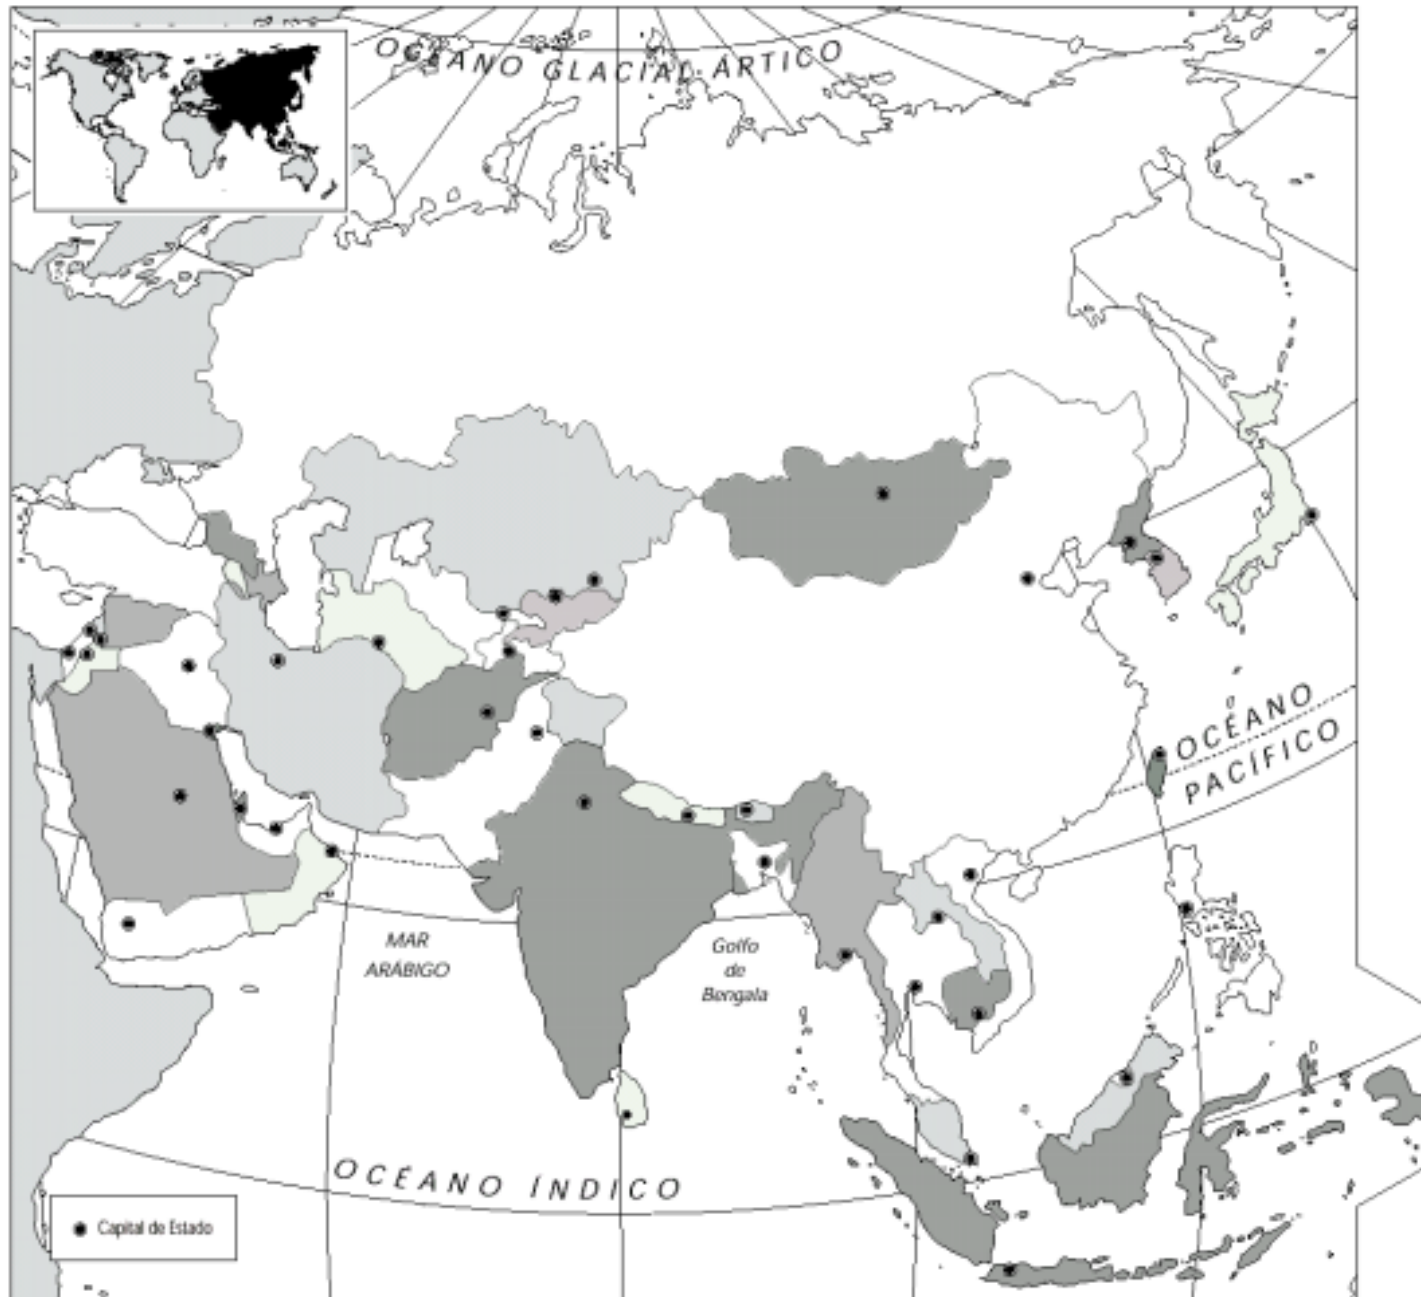 OCÉANO GLACIAL ÁRTICO
OCÉANO
PACÍFICO
MAR
ARÁBIGO
Golfo
de
Bengala
OCÉANO ÍNDICO
Capital de Estado